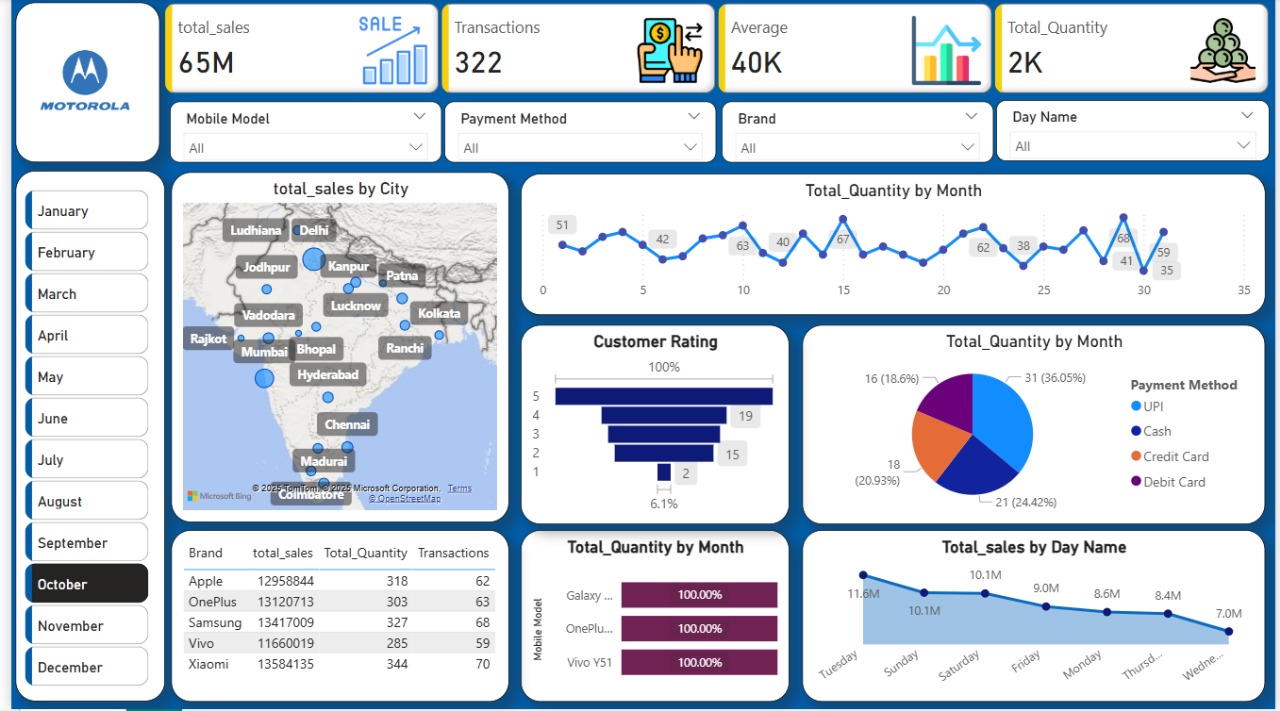 MOTOROLA
total_sales
65M
SALE
Transactions
322
Average
40K
Total_Quantity
2K
Mobile Model
All
Payment Method
All
Brand
All
Day Name
All
January
February
March
April
May
June
July
August
September
October
November
December
total_sales by City
Ludhiana
Delhi
Jodhpur
Kanpur
Patna
Lucknow
Vadodara
Kolkata
Rajkot
Mumbai
Bhopal
Ranchi
Hyderabad
Chennai
Madurai
Coimbatore
Microsoft Bing
© 2025 TomTom, © 2025 Microsoft Corporation, Terms
© OpenStreetMap
Total_Quantity by Month
51
42
63
40
67
62
38
68
41
59
35
0 5 10 15 20 25 30 35
Customer Rating
100%
5
4 19
3
2 15
1 2
6.1%
Total_Quantity by Month
16 (18.6%)
31 (36.05%)
18
(20.93%)
21 (24.42%)
Payment Method
UPI
Cash
Credit Card
Debit Card
Brand total_sales Total_Quantity Transactions
Apple 12958844 318 62
OnePlus 13120713 303 63
Samsung 13417009 327 68
Vivo 11660019 285 59
Xiaomi 13584135 344 70
Total_Quantity by Month
Mobile Model
Galaxy ... 100.00%
OnePlu... 100.00%
Vivo Y51 100.00%
Total_sales by Day Name
11.6M
10.1M
10.1M
9.0M
8.6M
8.4M
7.0M
Tuesday
Sunday
Saturday
Friday
Monday
Thursd...
Wedne...